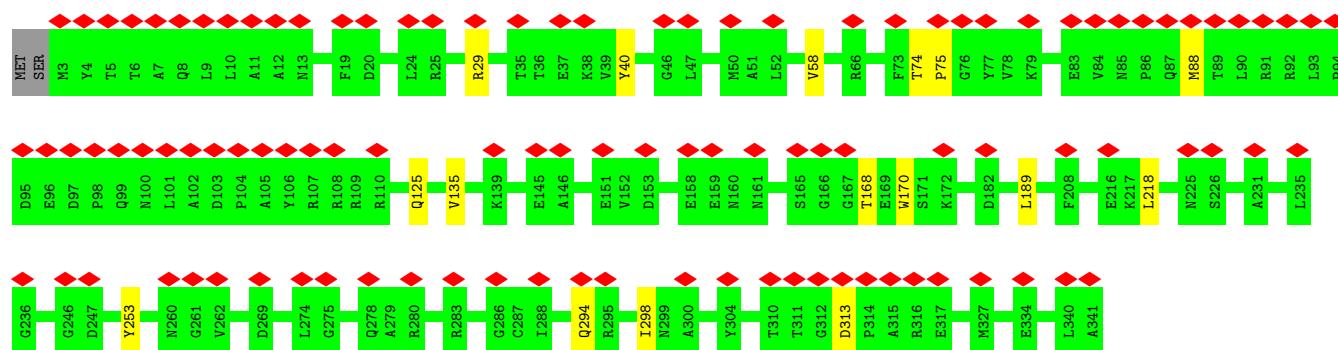 MET SER M3 Y4 T5 T6 A7 Q8 L9 L10 A11 A12 N13 F19 D20 L24 R25 R29 T35 T36 E37 K38 V39 Y40 G46 L47 M50 A51 L52 V58 R66 F73 T74 P75 G76 Y77 V78 K79 E83 V84 N85 P86 Q87 M88 T89 L90 R91 R92 L93 R94
D95 E96 D97 P98 Q99 N100 L101 A102 D103 P104 A105 Y106 R107 R108 R109 R110 Q125 V135 K139 E145 A146 E151 V152 D153 E158 E159 N160 N161 S165 G166 G167 T168 E169 W170 S171 K172 D182 L189 F208 E216 K217 L218 N225 S226 A231 L235
G236 G246 D247 Y253 N260 G261 V262 D269 L274 G275 Q278 A279 R280 R283 G286 C287 I288 Q294 R295 I298 N299 A300 Y304 T310 T311 G312 D313 P314 A315 R316 E317 M327 E334 L340 A341